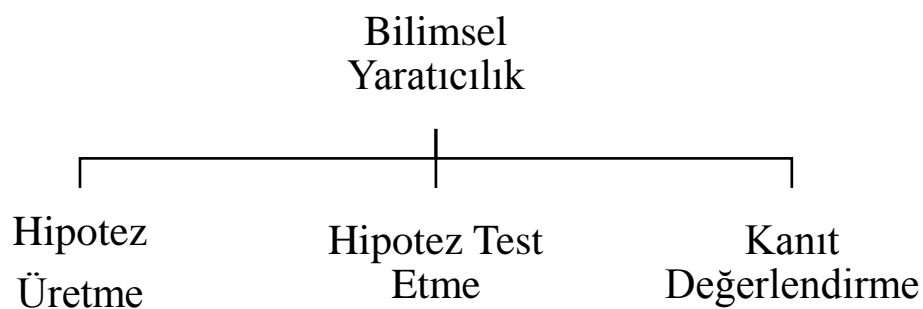 Bilimsel
Yaratıcılık
Hipotez
Üretme
Hipotez Test
Etme
Kanıt
Değerlendirme